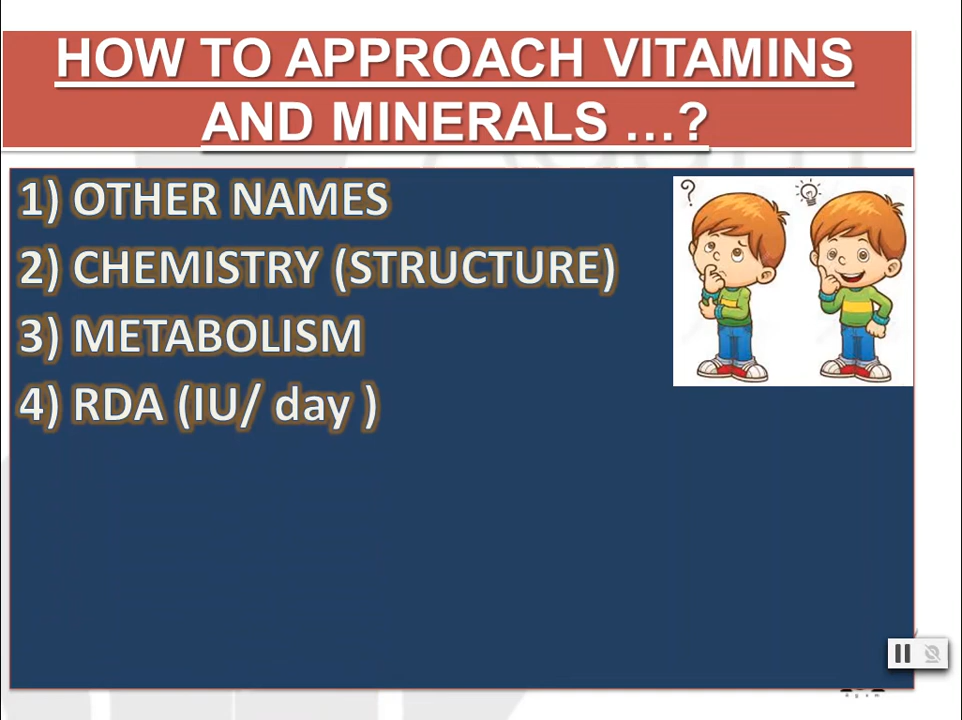 HOW TO APPROACH VITAMINS
AND MINERALS ...?
1) OTHER NAMES
2) CHEMISTRY (STRUCTURE)
3) METABOLISM
4) RDA (IU/ day )
?